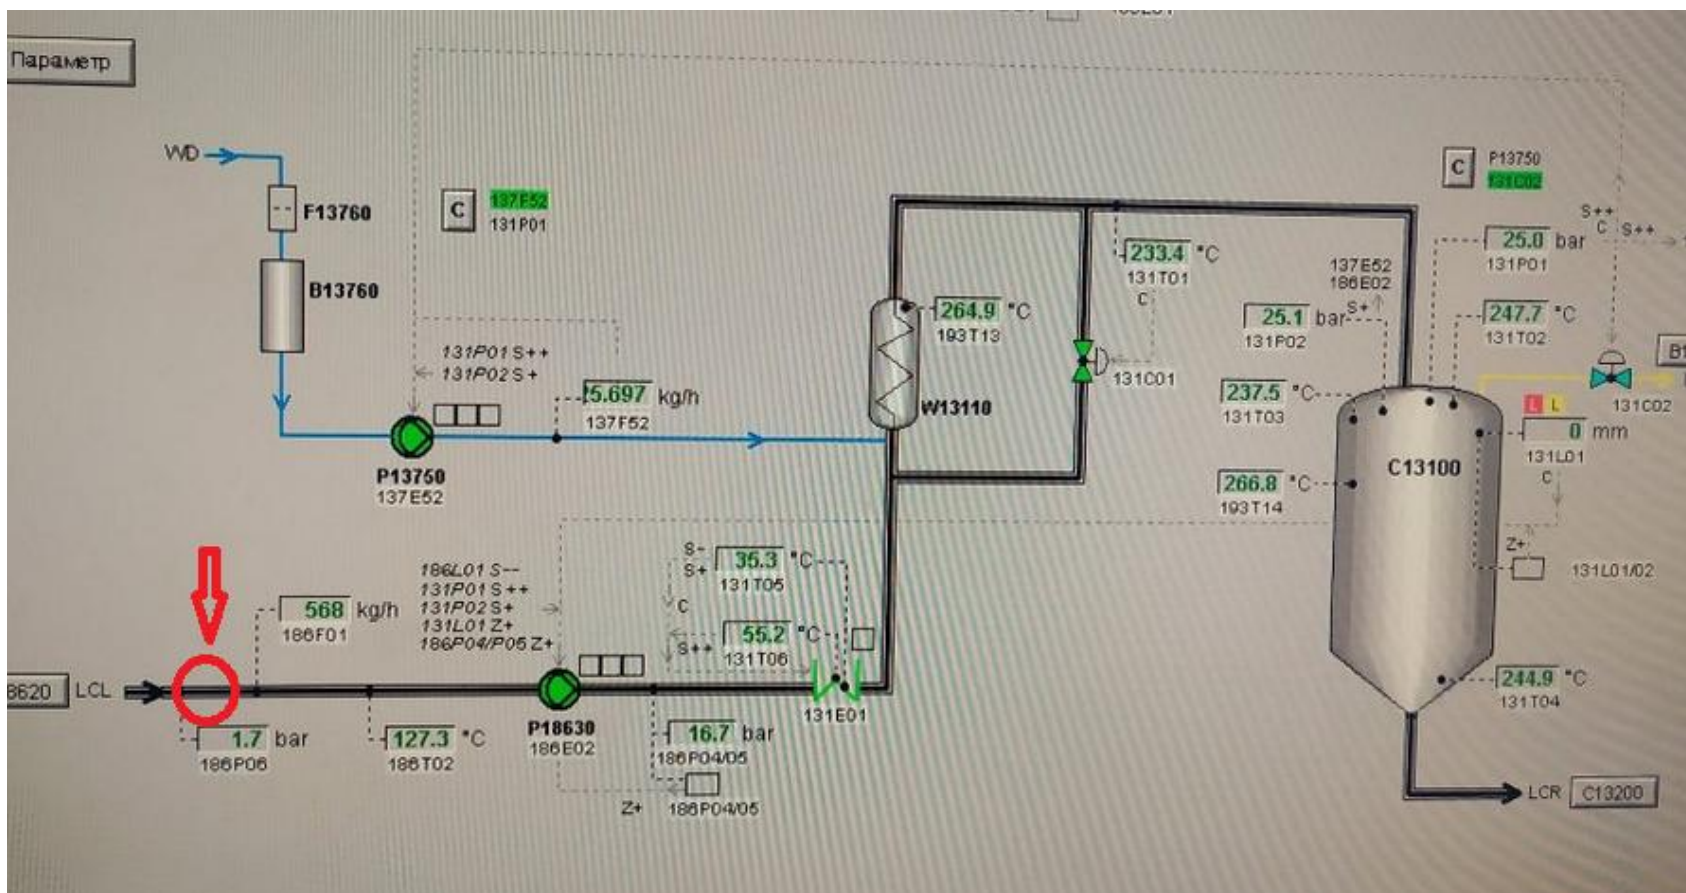 Параметр
VVD
F13760
B13760
C
137F52
131P01
131P01 S++
131P02 S+
5.697 kg/h
137F52
P13750
137E52
264.9 °C
193T13
W13110
233.4 °C
131T01
C
131C01
C
P13750
131C02
S++
C S++
25.0 bar
131P01
137E52
186E02
S+
25.1 bar
131P02
247.7 °C
131T02
237.5 °C
131T03
131C02
L L
0 mm
131L01
C
C13100
266.8 °C
193T14
Z+
131L01/02
244.9 °C
131T04
LCR C13200
8620 LCL
1.7 bar
186P06
568 kg/h
186F01
127.3 °C
186T02
186L01 S--
131P01 S++
131P02 S+
131L01 Z+
186P04/P05 Z+
P18630
186E02
16.7 bar
186P04/05
Z+ 186P04/05
S-
S+
35.3 °C
131T05
C
S++
55.2 °C
131T06
131E01